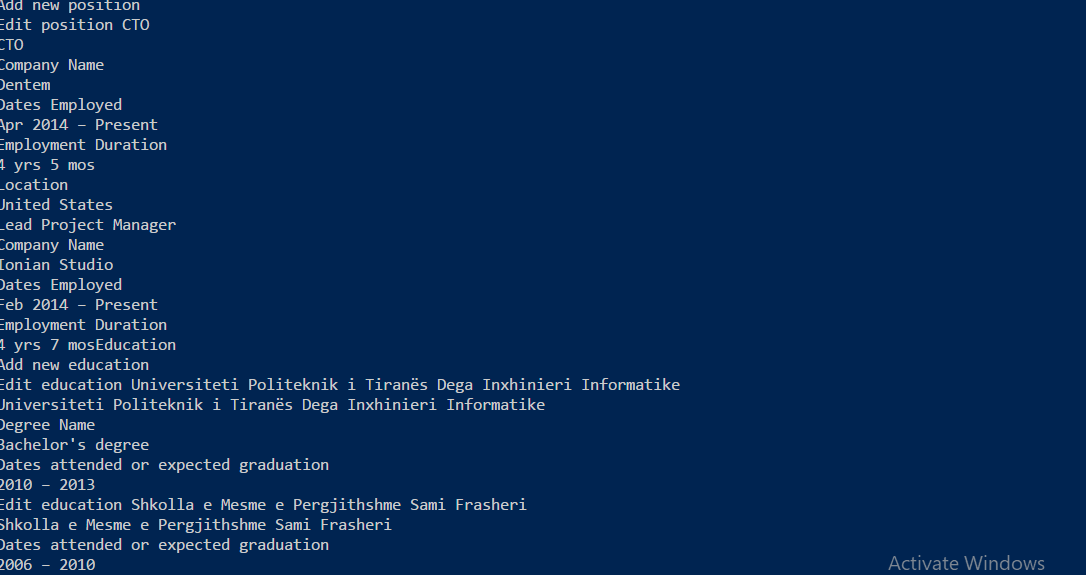 Add new position
Edit position CTO
CTO
Company Name
Dentem
Dates Employed
Apr 2014 – Present
Employment Duration
4 yrs 5 mos
Location
United States
Lead Project Manager
Company Name
Ionian Studio
Dates Employed
Feb 2014 – Present
Employment Duration
4 yrs 7 mosEducation
Add new education
Edit education Universiteti Politeknik i Tiranës Dega Inxhinieri Informatike
Universiteti Politeknik i Tiranës Dega Inxhinieri Informatike
Degree Name
Bachelor's degree
Dates attended or expected graduation
2010 – 2013
Edit education Shkolla e Mesme e Pergjithshme Sami Frasheri
Shkolla e Mesme e Pergjithshme Sami Frasheri
Dates attended or expected graduation
2006 – 2010
Activate Windows